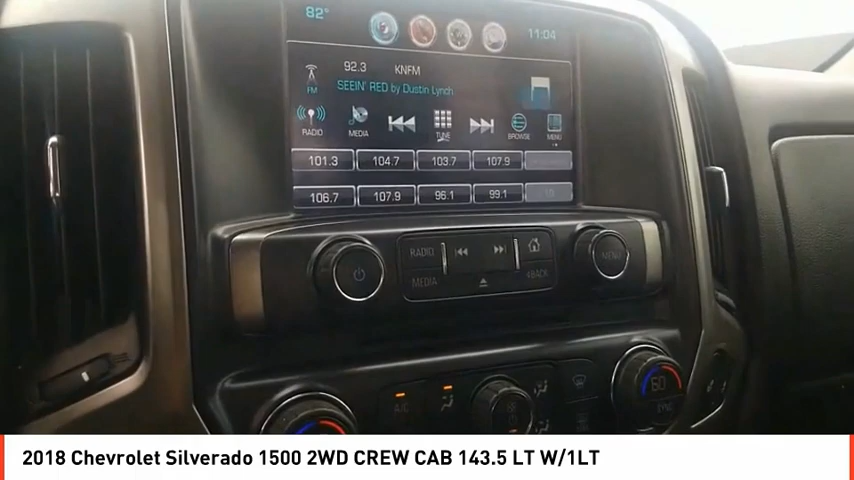 82° 11:04
92.3 KNFM
FM SEEIN' RED by Dustin Lynch
RADIO MEDIA TUNE BROWSE MENU
101.3 104.7 103.7 107.9
106.7 107.9 96.1 99.1
RADIO
MEDIA <BACK MENU
A/C 60
SYNC
2018 Chevrolet Silverado 1500 2WD CREW CAB 143.5 LT W/1LT